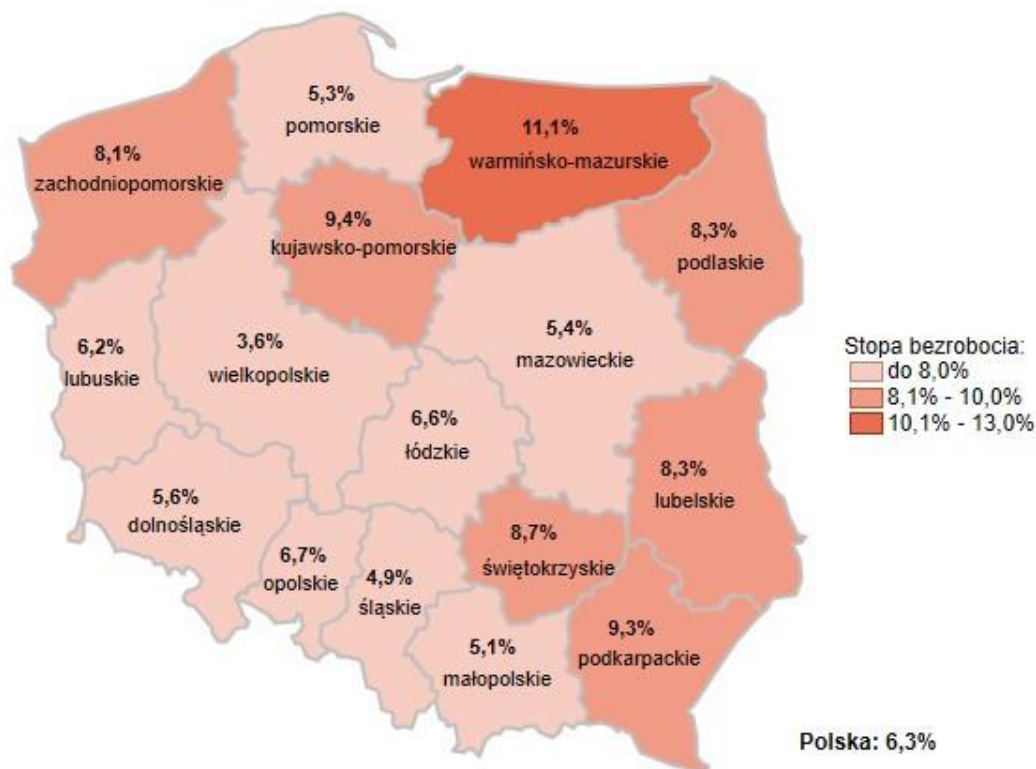 5,3%
pomorskie
11,1%
warmińsko-mazurskie
8,1%
zachodniopomorskie
9,4%
kujawsko-pomorskie
8,3%
podlaskie
6,2%
lubuskie
3,6%
wielkopolskie
5,4%
mazowieckie
Stopa bezrobocia:
do 8,0%
8,1% - 10,0%
10,1% - 13,0%
6,6%
łódzkie
8,3%
lubelskie
5,6%
dolnośląskie
6,7%
opolskie
4,9%
śląskie
8,7%
świętokrzyskie
5,1%
małopolskie
9,3%
podkarpackie
Polska: 6,3%